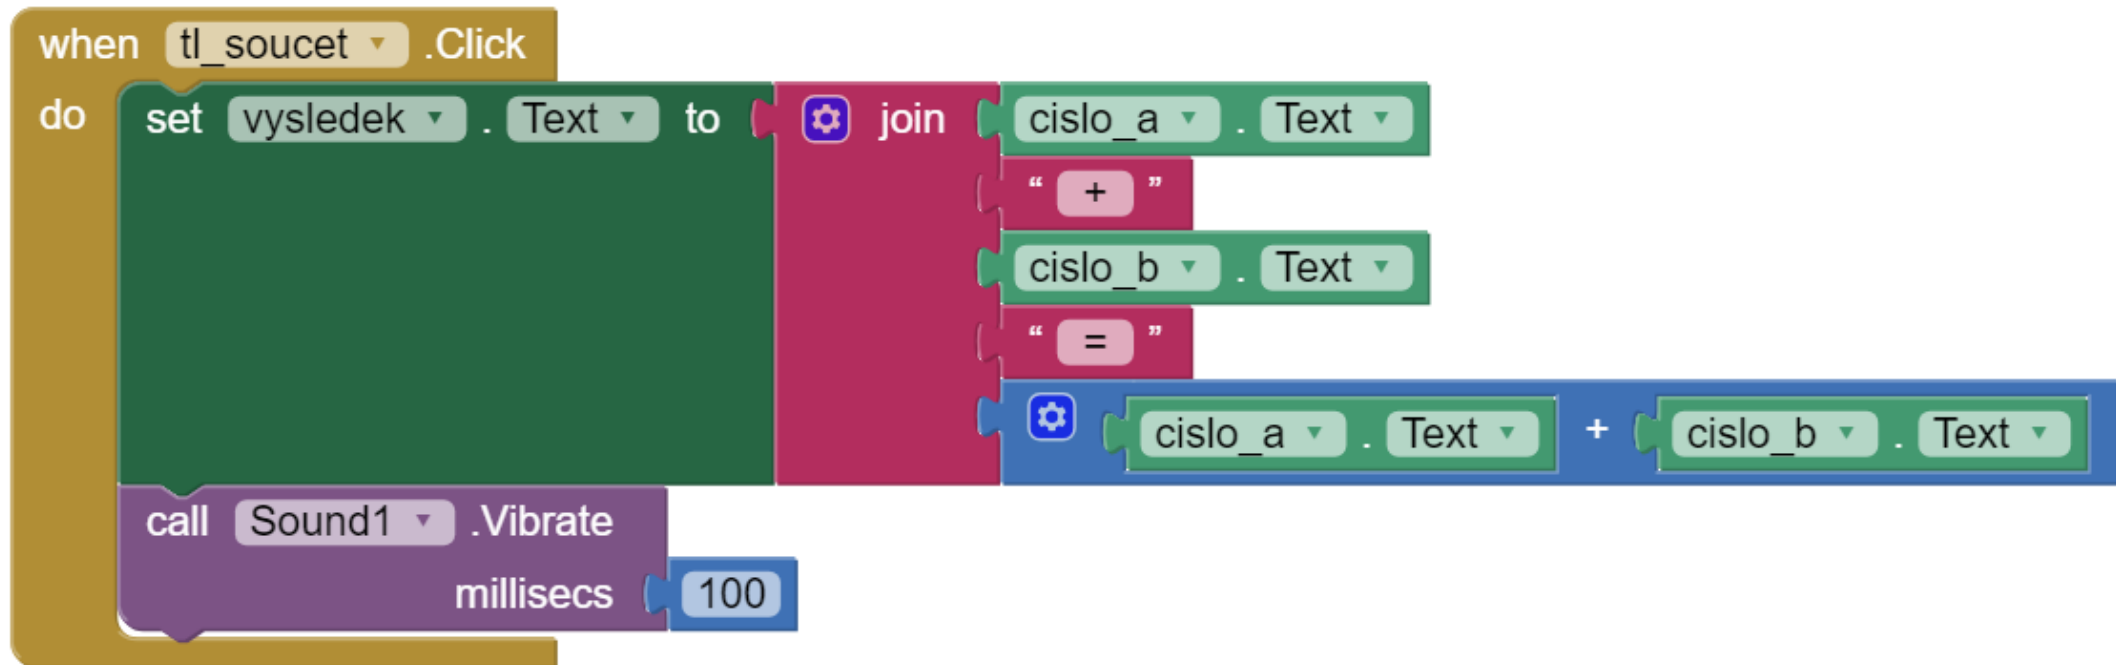 when tl_soucet .Click
do set vysledek . Text to join cislo_a . Text
“ + ”
cislo_b . Text
“ = ”
cislo_a . Text + cislo_b . Text
call Sound1 .Vibrate
millisecs 100